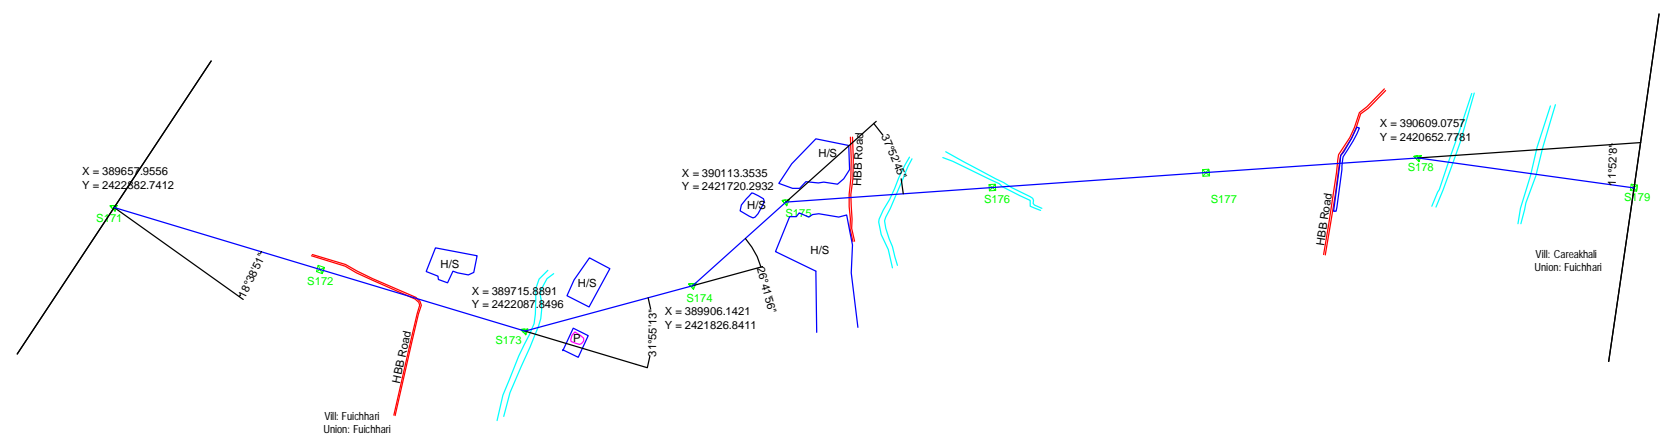 X = 389657.9556
Y = 2422382.7412
S171
18°38'51"
S172
HBB Road
Vill: Fuichhari
Union: Fuichhari
H/S
X = 389715.8891
Y = 2422087.8496
S173
H/S
P
31°55'13"
S174
X = 389906.1421
Y = 2421826.8411
26°41'56"
X = 390113.3535
Y = 2421720.2932
H/S
S175
H/S
H/S
HBB Road
37°52'45"
S176
S177
HBB Road
X = 390609.0757
Y = 2420652.7781
S178
11°52'8"
S179
Vill: Careakhali
Union: Fuichhari